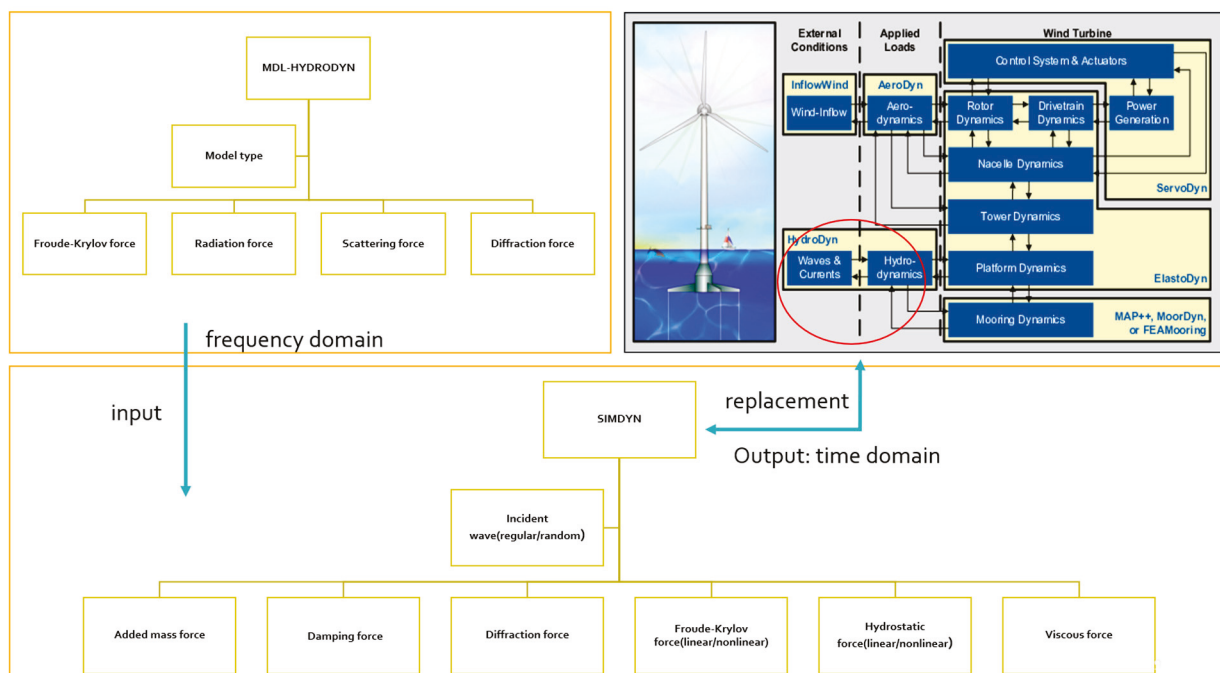 MDL-HYDRODYN
Model type
Froude-Krylov force
Radiation force
Scattering force
Diffraction force
frequency domain
input
External
Conditions
Applied
Loads
Wind Turbine
Control System & Actuators
InflowWind
AeroDyn
Wind-Inflow
Aero-
dynamics
Rotor
Dynamics
Drivetrain
Dynamics
Power
Generation
Nacelle Dynamics
ServoDyn
Tower Dynamics
HydroDyn
Waves &
Currents
Hydro-
dynamics
Platform Dynamics
ElastoDyn
Mooring Dynamics
MAP++, MoorDyn,
or FEAMooring
replacement
Output: time domain
SIMDYN
Incident
wave(regular/random)
Added mass force
Damping force
Diffraction force
Froude-Krylov
force(linear/nonlinear)
Hydrostatic
force(linear/nonlinear)
Viscous force